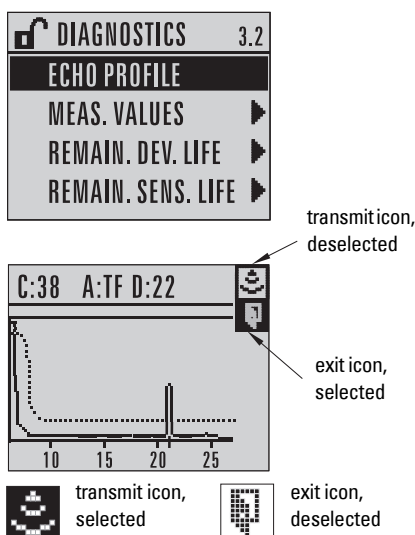 DIAGNOSTICS 3.2
ECHO PROFILE
MEAS. VALUES
REMAIN. DEV. LIFE
REMAIN. SENS. LIFE
transmit icon,
deselected
C:38 A:TF D:22
exit icon,
selected
10 15 20 25
transmit icon,
selected
exit icon,
deselected